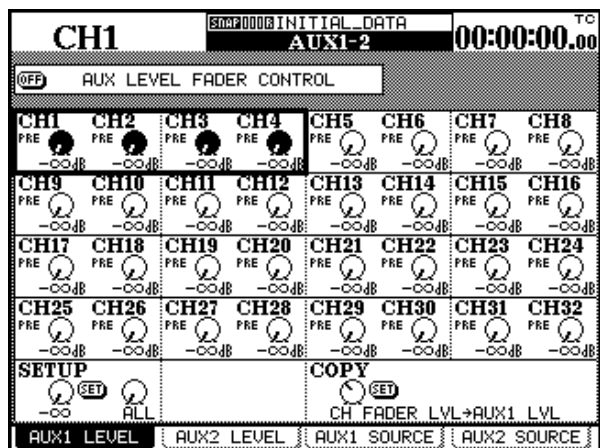 CH1
SNAP000 INITIAL_DATA
AUX1-2
TC
00:00:00.00
OFF AUX LEVEL FADER CONTROL
CH1 CH2 CH3 CH4 CH5 CH6 CH7 CH8
PRE PRE PRE PRE PRE PRE PRE PRE
-∞dB -∞dB -∞dB -∞dB -∞dB -∞dB -∞dB -∞dB
CH9 CH10 CH11 CH12 CH13 CH14 CH15 CH16
PRE PRE PRE PRE PRE PRE PRE PRE
-∞dB -∞dB -∞dB -∞dB -∞dB -∞dB -∞dB -∞dB
CH17 CH18 CH19 CH20 CH21 CH22 CH23 CH24
PRE PRE PRE PRE PRE PRE PRE PRE
-∞dB -∞dB -∞dB -∞dB -∞dB -∞dB -∞dB -∞dB
CH25 CH26 CH27 CH28 CH29 CH30 CH31 CH32
PRE PRE PRE PRE PRE PRE PRE PRE
-∞dB -∞dB -∞dB -∞dB -∞dB -∞dB -∞dB -∞dB
SETUP COPY
SET SET
-∞ ALL CH FADER LVL→AUX1 LVL
AUX1 LEVEL AUX2 LEVEL AUX1 SOURCE AUX2 SOURCE